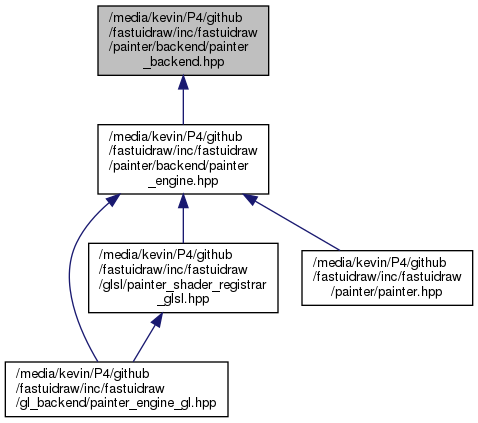 /media/kevin/P4/github
/fastuidraw/inc/fastuidraw
/painter/backend/painter
_backend.hpp
/media/kevin/P4/github
/fastuidraw/inc/fastuidraw
/painter/backend/painter
_engine.hpp
/media/kevin/P4/github
/fastuidraw/inc/fastuidraw
/glsl/painter_shader_registrar
_glsl.hpp
/media/kevin/P4/github
/fastuidraw/inc/fastuidraw
/painter/painter.hpp
/media/kevin/P4/github
/fastuidraw/inc/fastuidraw
/gl_backend/painter_engine_gl.hpp